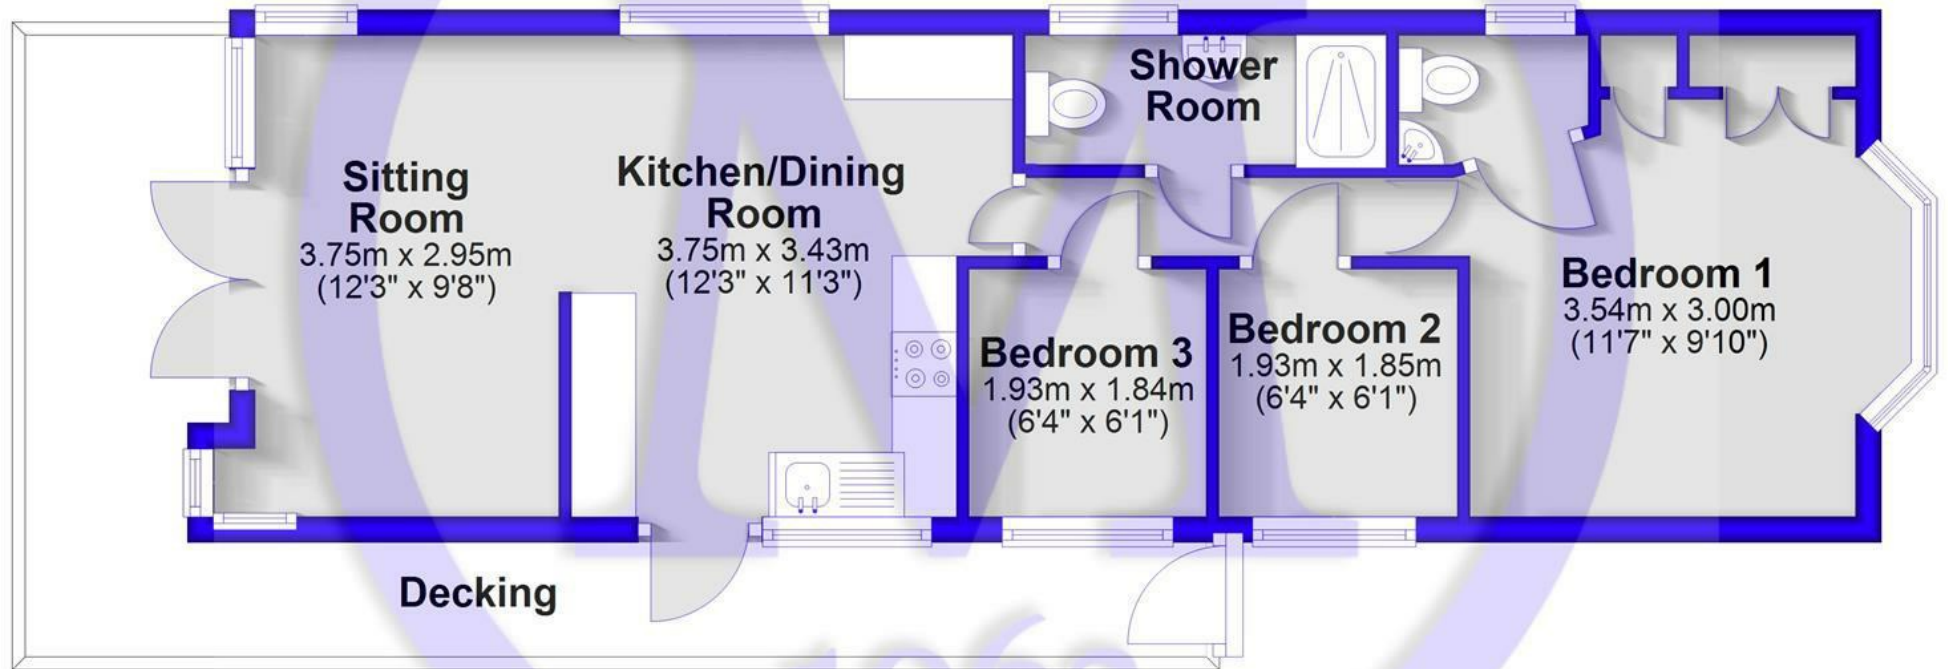 Shower
Room
Sitting
Room
3.75m x 2.95m
(12'3" x 9'8")
Kitchen/Dining
Room
3.75m x 3.43m
(12'3" x 11'3")
Bedroom 3
1.93m x 1.84m
(6'4" x 6'1")
Bedroom 2
1.93m x 1.85m
(6'4" x 6'1")
Bedroom 1
3.54m x 3.00m
(11'7" x 9'10")
Decking